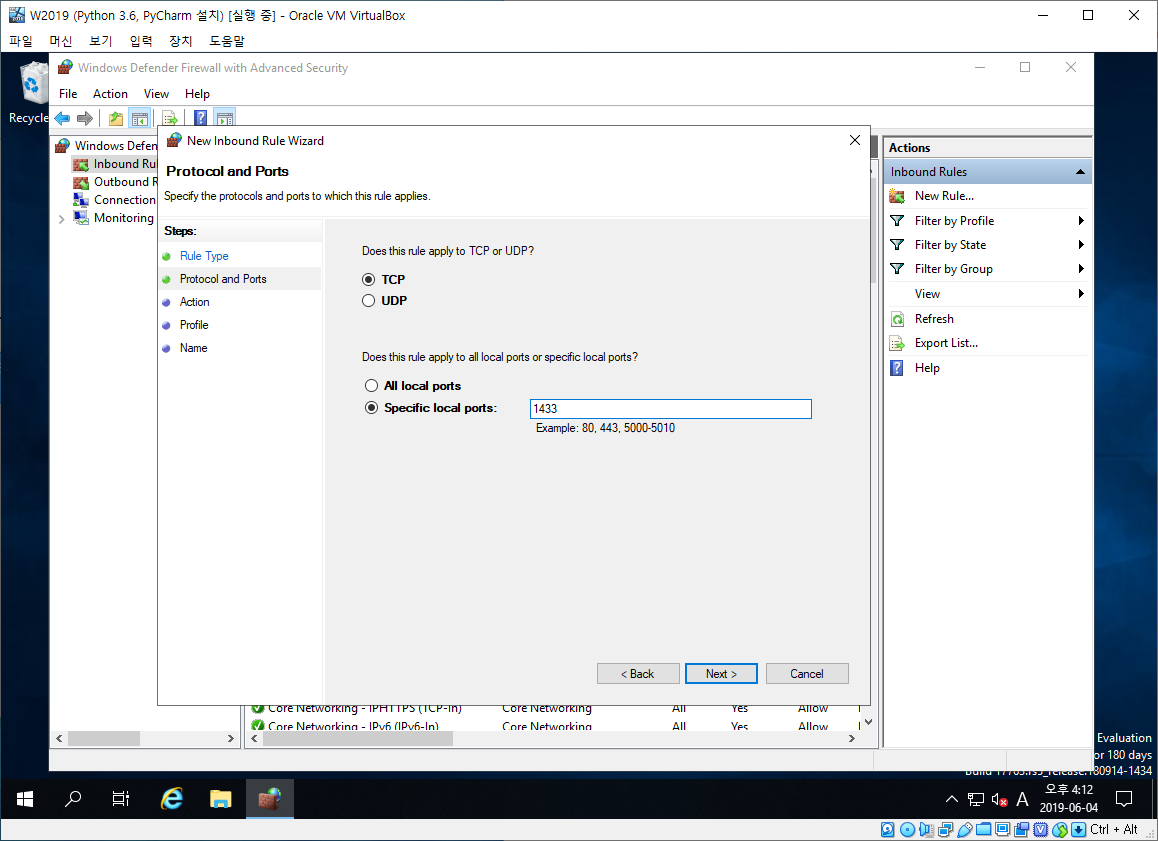 W2019 (Python 3.6, PyCharm 설치) [실행 중] - Oracle VM VirtualBox
파일 머신 보기 입력 장치 도움말
Windows Defender Firewall with Advanced Security
File Action View Help
Recycle
New Inbound Rule Wizard
Windows Defen
Inbound Ru
Outbound R
Connection
Monitoring
Protocol and Ports
Specify the protocols and ports to which this rule applies.
Steps:
Rule Type
Protocol and Ports
Action
Profile
Name
Does this rule apply to TCP or UDP?
TCP
UDP
Does this rule apply to all local ports or specific local ports?
All local ports
Specific local ports: 1433
Example: 80, 443, 5000-5010
< Back Next > Cancel
Actions
Inbound Rules
New Rule...
Filter by Profile
Filter by State
Filter by Group
View
Refresh
Export List...
Help
Core Networking - IPHTTPS (TCP-In) Core Networking All Yes Allow
Core Networking - IPv6 (IPv6-In) Core Networking All Yes Allow
Evaluation
or 180 days
Build 17763.rs5_release.180914-1434
A 오후 4:12
2019-06-04
Ctrl + Alt